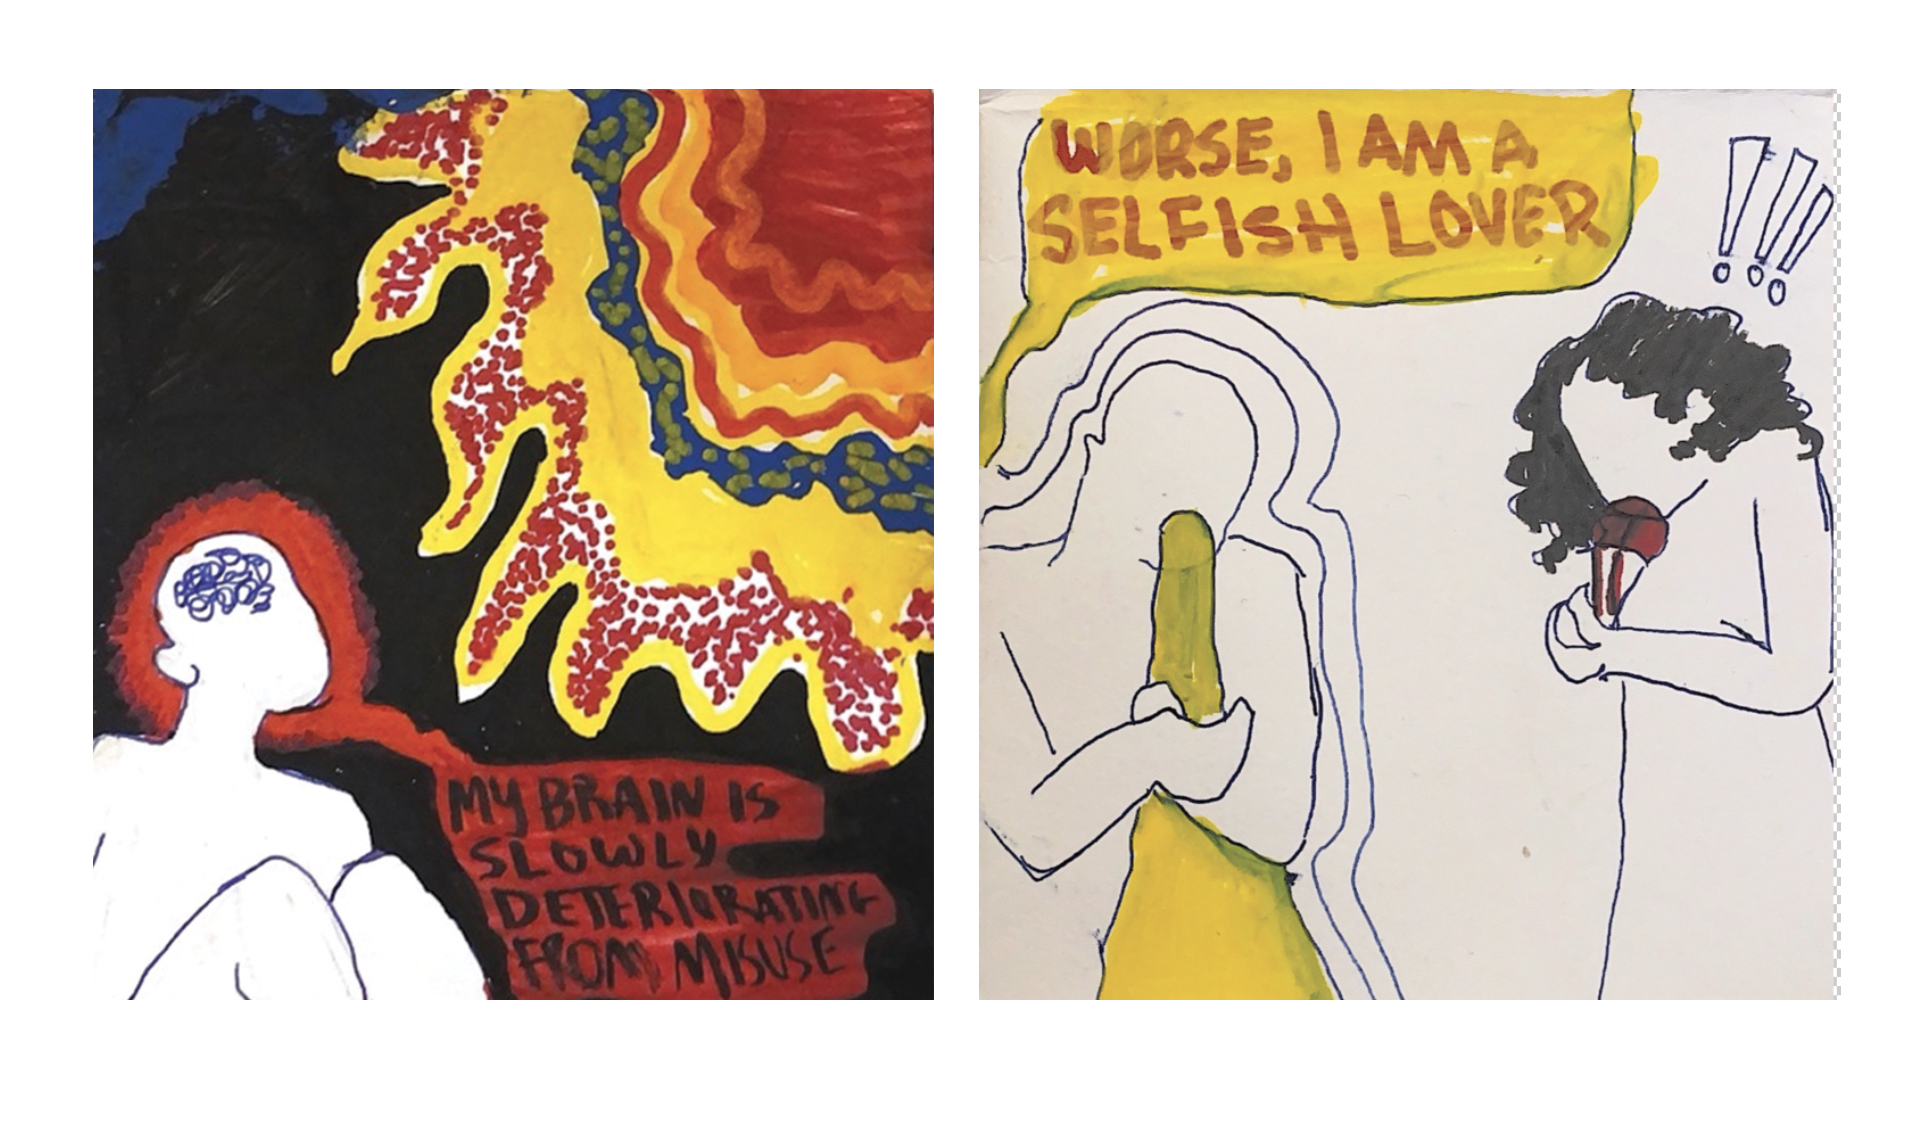 MY BRAIN IS
SLOWLY
DETERIORATING
FROM MISUSE
WORSE, I AM A
SELFISH LOVER
!!!